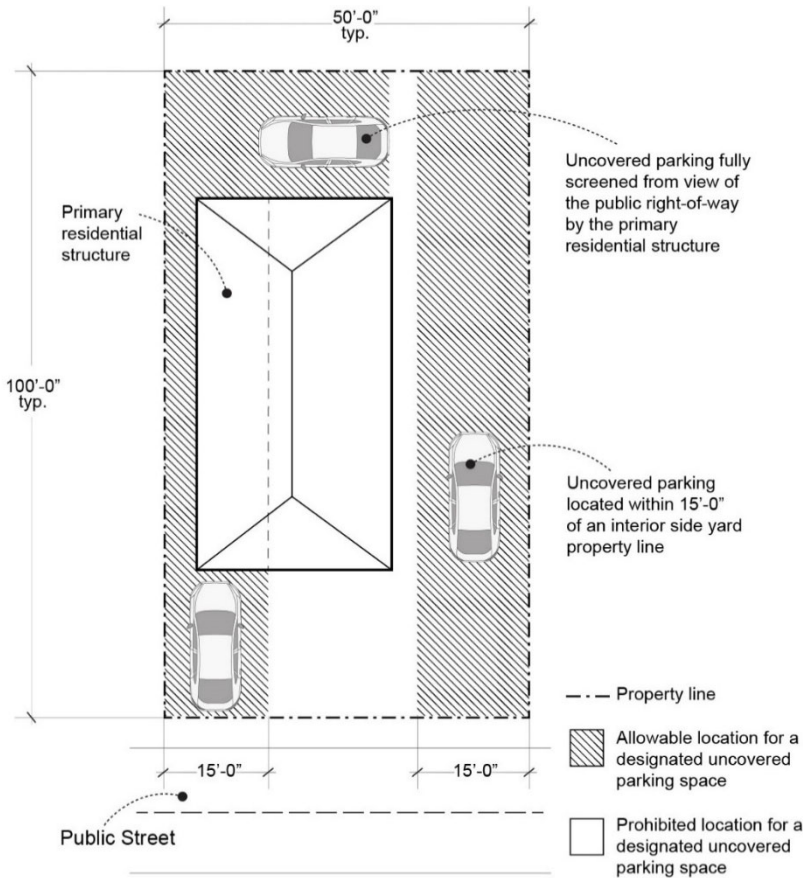 50’-0”
typ.
Uncovered parking fully
screened from view of
the public right-of-way
by the primary
residential structure
Primary
residential
structure
100’-0”
typ.
Uncovered parking
located within 15’-0”
of an interior side yard
property line
Property line
Allowable location for a
designated uncovered
parking space
15’-0”
15’-0”
Public Street
Prohibited location for a
designated uncovered
parking space